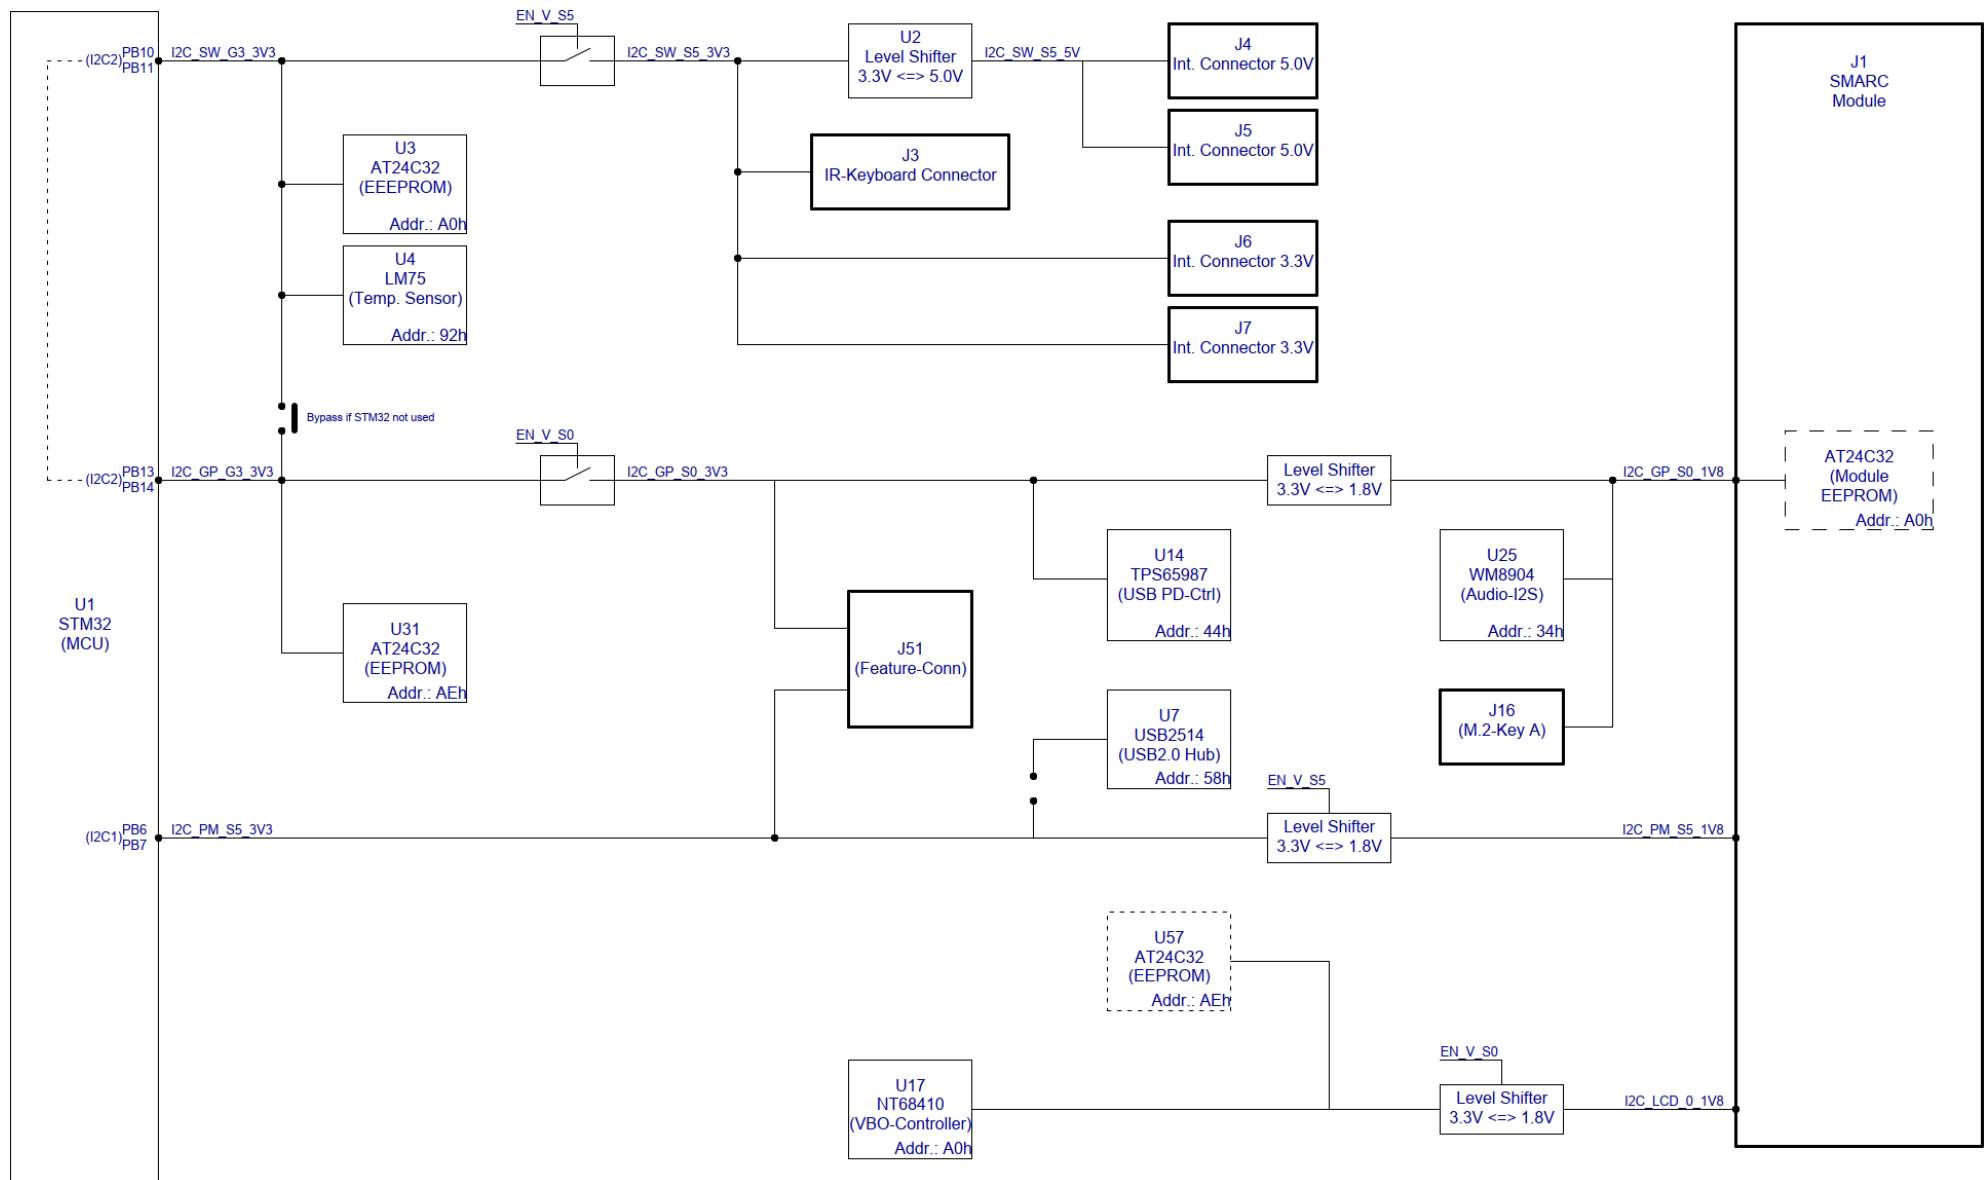 EN_V_S5
(I2C2)
PB10
PB11
I2C_SW_G3_3V3
I2C_SW_S5_3V3
U2
Level Shifter
3.3V <=> 5.0V
I2C_SW_S5_5V
J4
Int. Connector 5.0V
J1
SMARC
Module
U3
AT24C32
(EEEPROM)
Addr.: A0h
J3
IR-Keyboard Connector
J5
Int. Connector 5.0V
U4
LM75
(Temp. Sensor)
Addr.: 92h
J6
Int. Connector 3.3V
J7
Int. Connector 3.3V
Bypass if STM32 not used
EN_V_S0
(I2C2)
PB13
PB14
I2C_GP_G3_3V3
I2C_GP_S0_3V3
Level Shifter
3.3V <=> 1.8V
I2C_GP_S0_1V8
AT24C32
(Module
EEPROM)
Addr.: A0h
U1
STM32
(MCU)
U31
AT24C32
(EEPROM)
Addr.: AEh
J51
(Feature-Conn)
U14
TPS65987
(USB PD-Ctrl)
Addr.: 44h
U25
WM8904
(Audio-I2S)
Addr.: 34h
U7
USB2514
(USB2.0 Hub)
Addr.: 58h
J16
(M.2-Key A)
EN_V_S5
(I2C1)
PB6
PB7
I2C_PM_S5_3V3
Level Shifter
3.3V <=> 1.8V
I2C_PM_S5_1V8
U57
AT24C32
(EEPROM)
Addr.: AEh
EN_V_S0
U17
NT68410
(VBO-Controller)
Addr.: A0h
Level Shifter
3.3V <=> 1.8V
I2C_LCD_0_1V8